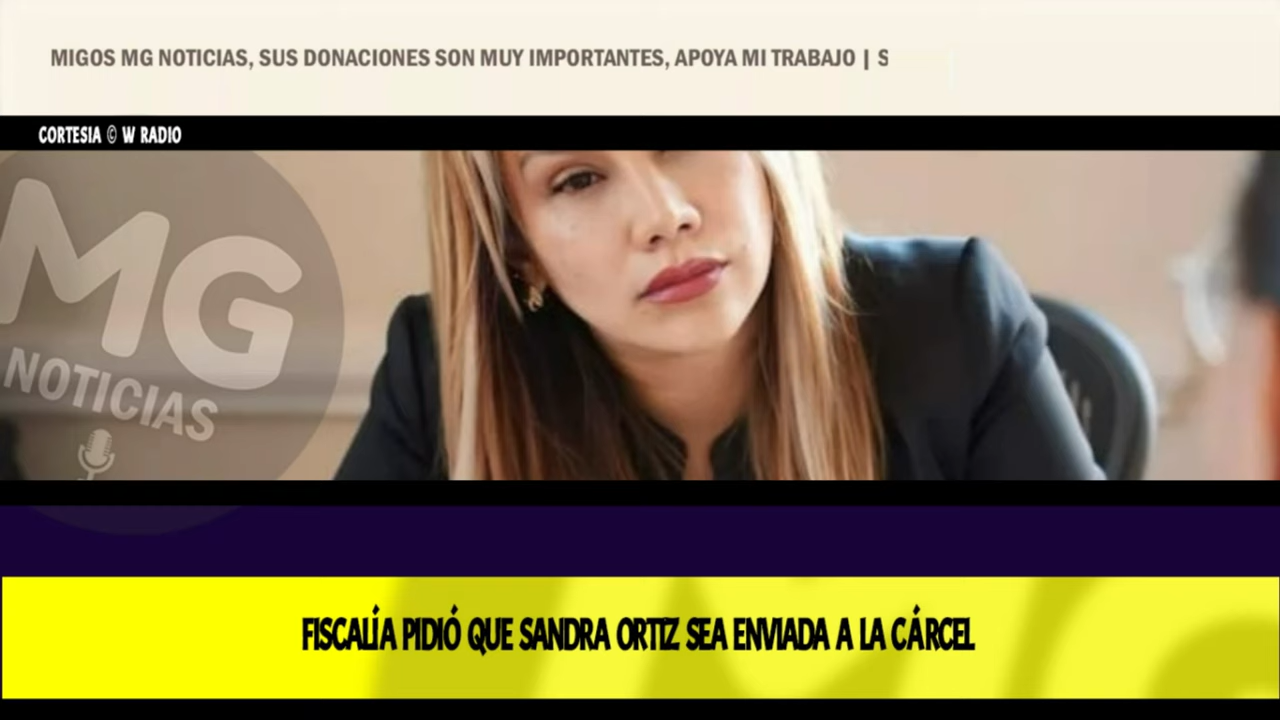 MIGOS MG NOTICIAS, SUS DONACIONES SON MUY IMPORTANTES, APOYA MI TRABAJO | S
CORTESIA © W RADIO
MG
NOTICIAS
FISCALÍA PIDIÓ QUE SANDRA ORTIZ SEA ENVIADA A LA CÁRCEL